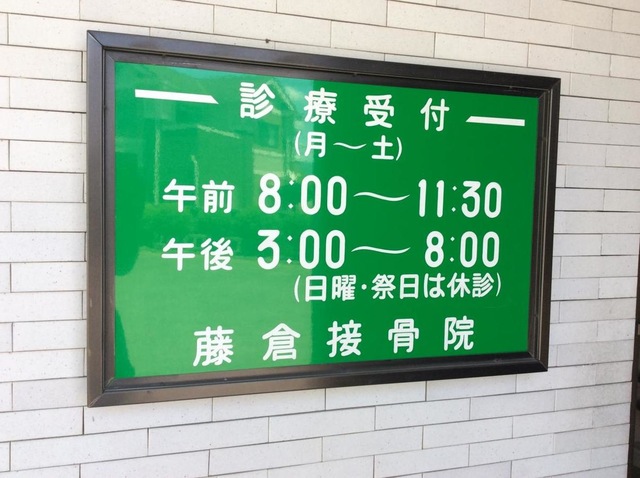 診療受付
(月〜土)
午前 8:00〜11:30
午後 3:00〜8:00
(日曜・祭日は休診)
藤倉接骨院